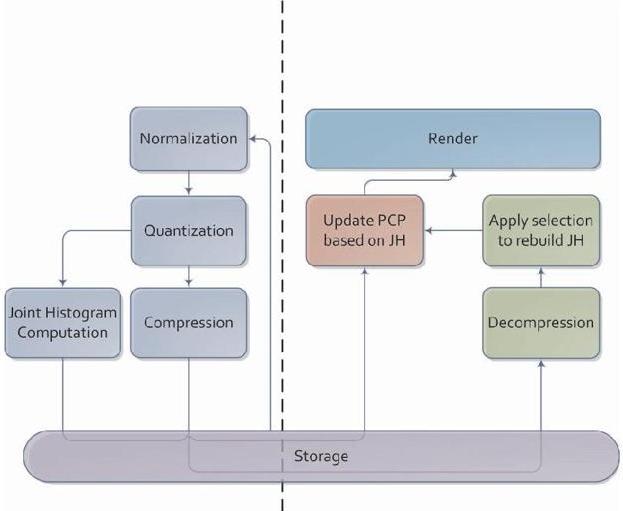 Normalization
Render
Quantization
Update PCP
based on JH
Apply selection
to rebuild JH
Joint Histogram
Computation
Compression
Decompression
Storage